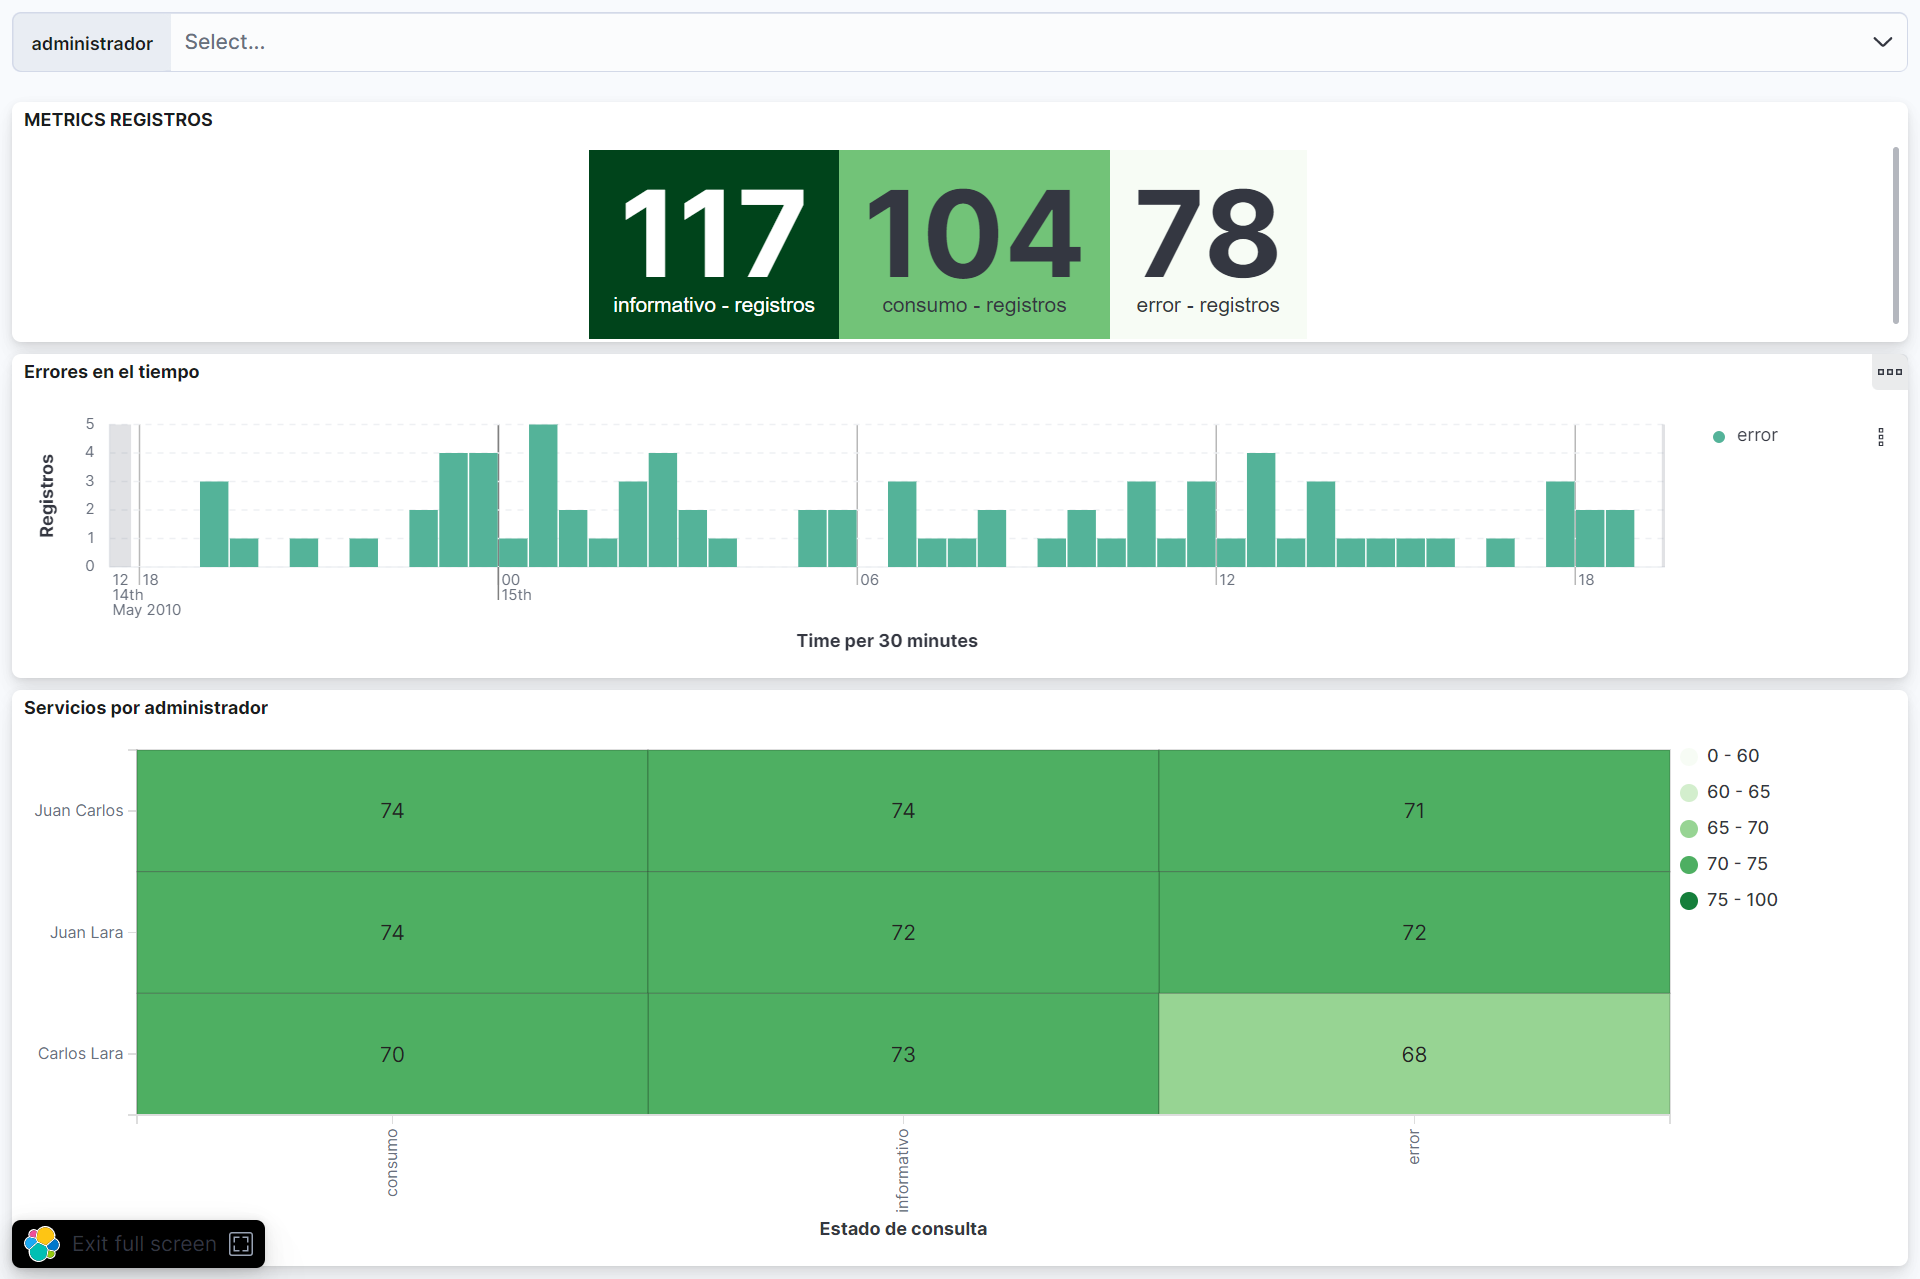 administrador Select...
METRICS REGISTROS
117 104 78
informativo - registros consumo - registros error - registros
Errores en el tiempo
Registros
5
4
3
2
1
0
error
12 18 00 06 12 18
14th 15th
May 2010
Time per 30 minutes
Servicios por administrador
Juan Carlos 74 74 71
Juan Lara 74 72 72
Carlos Lara 70 73 68
0 - 60
60 - 65
65 - 70
70 - 75
75 - 100
consumo informativo error
Estado de consulta
Exit full screen